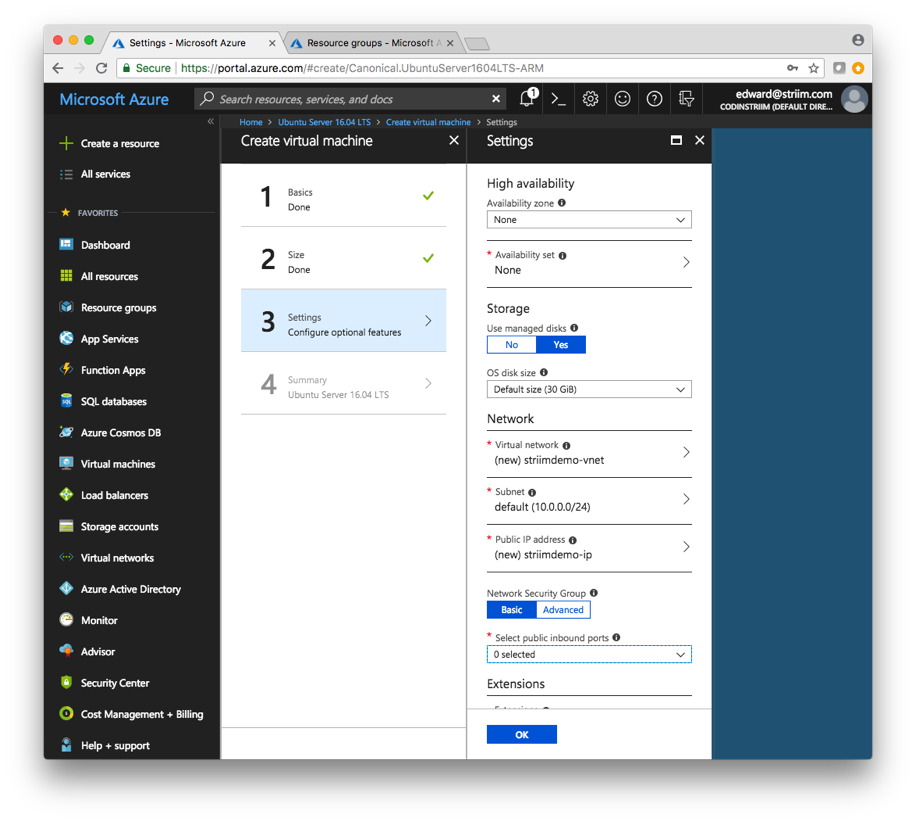 Settings - Microsoft Azure
Resource groups - Microsoft A
Secure
https://portal.azure.com/#create/Canonical.UbuntuServer1604LTS-ARM
Microsoft Azure
Search resources, services, and docs
1
edward@striim.com
CODINSTRIIM (DEFAULT DIRE...
Create a resource
All services
FAVORITES
Dashboard
All resources
Resource groups
App Services
Function Apps
SQL databases
Azure Cosmos DB
Virtual machines
Load balancers
Storage accounts
Virtual networks
Azure Active Directory
Monitor
Advisor
Security Center
Cost Management + Billing
Help + support
Home > Ubuntu Server 16.04 LTS > Create virtual machine > Settings
Create virtual machine
1
Basics
Done
2
Size
Done
3
Settings
Configure optional features
4
Summary
Ubuntu Server 16.04 LTS
Settings
High availability
Availability zone
None
* Availability set
None
Storage
Use managed disks
No Yes
OS disk size
Default size (30 GiB)
Network
* Virtual network
(new) striimdemo-vnet
* Subnet
default (10.0.0.0/24)
* Public IP address
(new) striimdemo-ip
Network Security Group
Basic Advanced
* Select public inbound ports
0 selected
Extensions
OK